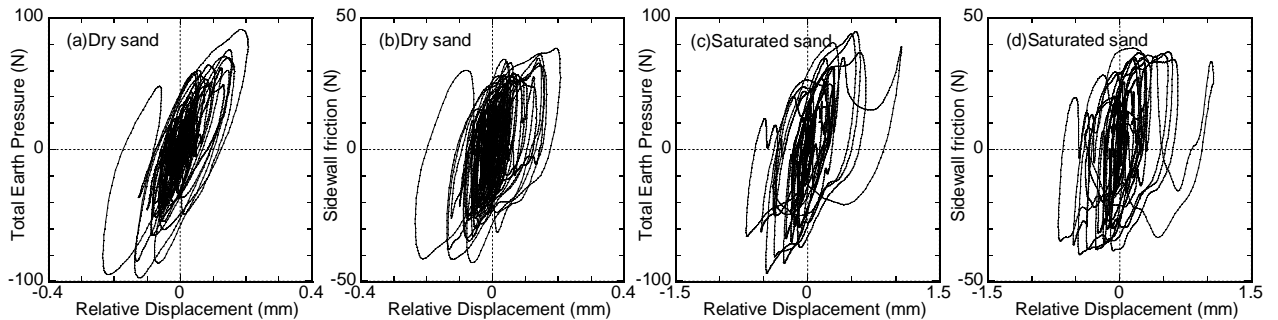 100
Total Earth Pressure (N)
0
-100
(a)Dry sand
-0.4
0
0.4
Relative Displacement (mm)
50
Sidewall friction (N)
0
-50
(b)Dry sand
-0.4
0
0.4
Relative Displacement (mm)
100
Total Earth Pressure (N)
0
-100
(c)Saturated sand
-1.5
0
1.5
Relative Displacement (mm)
50
Sidewall friction (N)
0
-50
(d)Saturated sand
-1.5
0
1.5
Relative Displacement (mm)